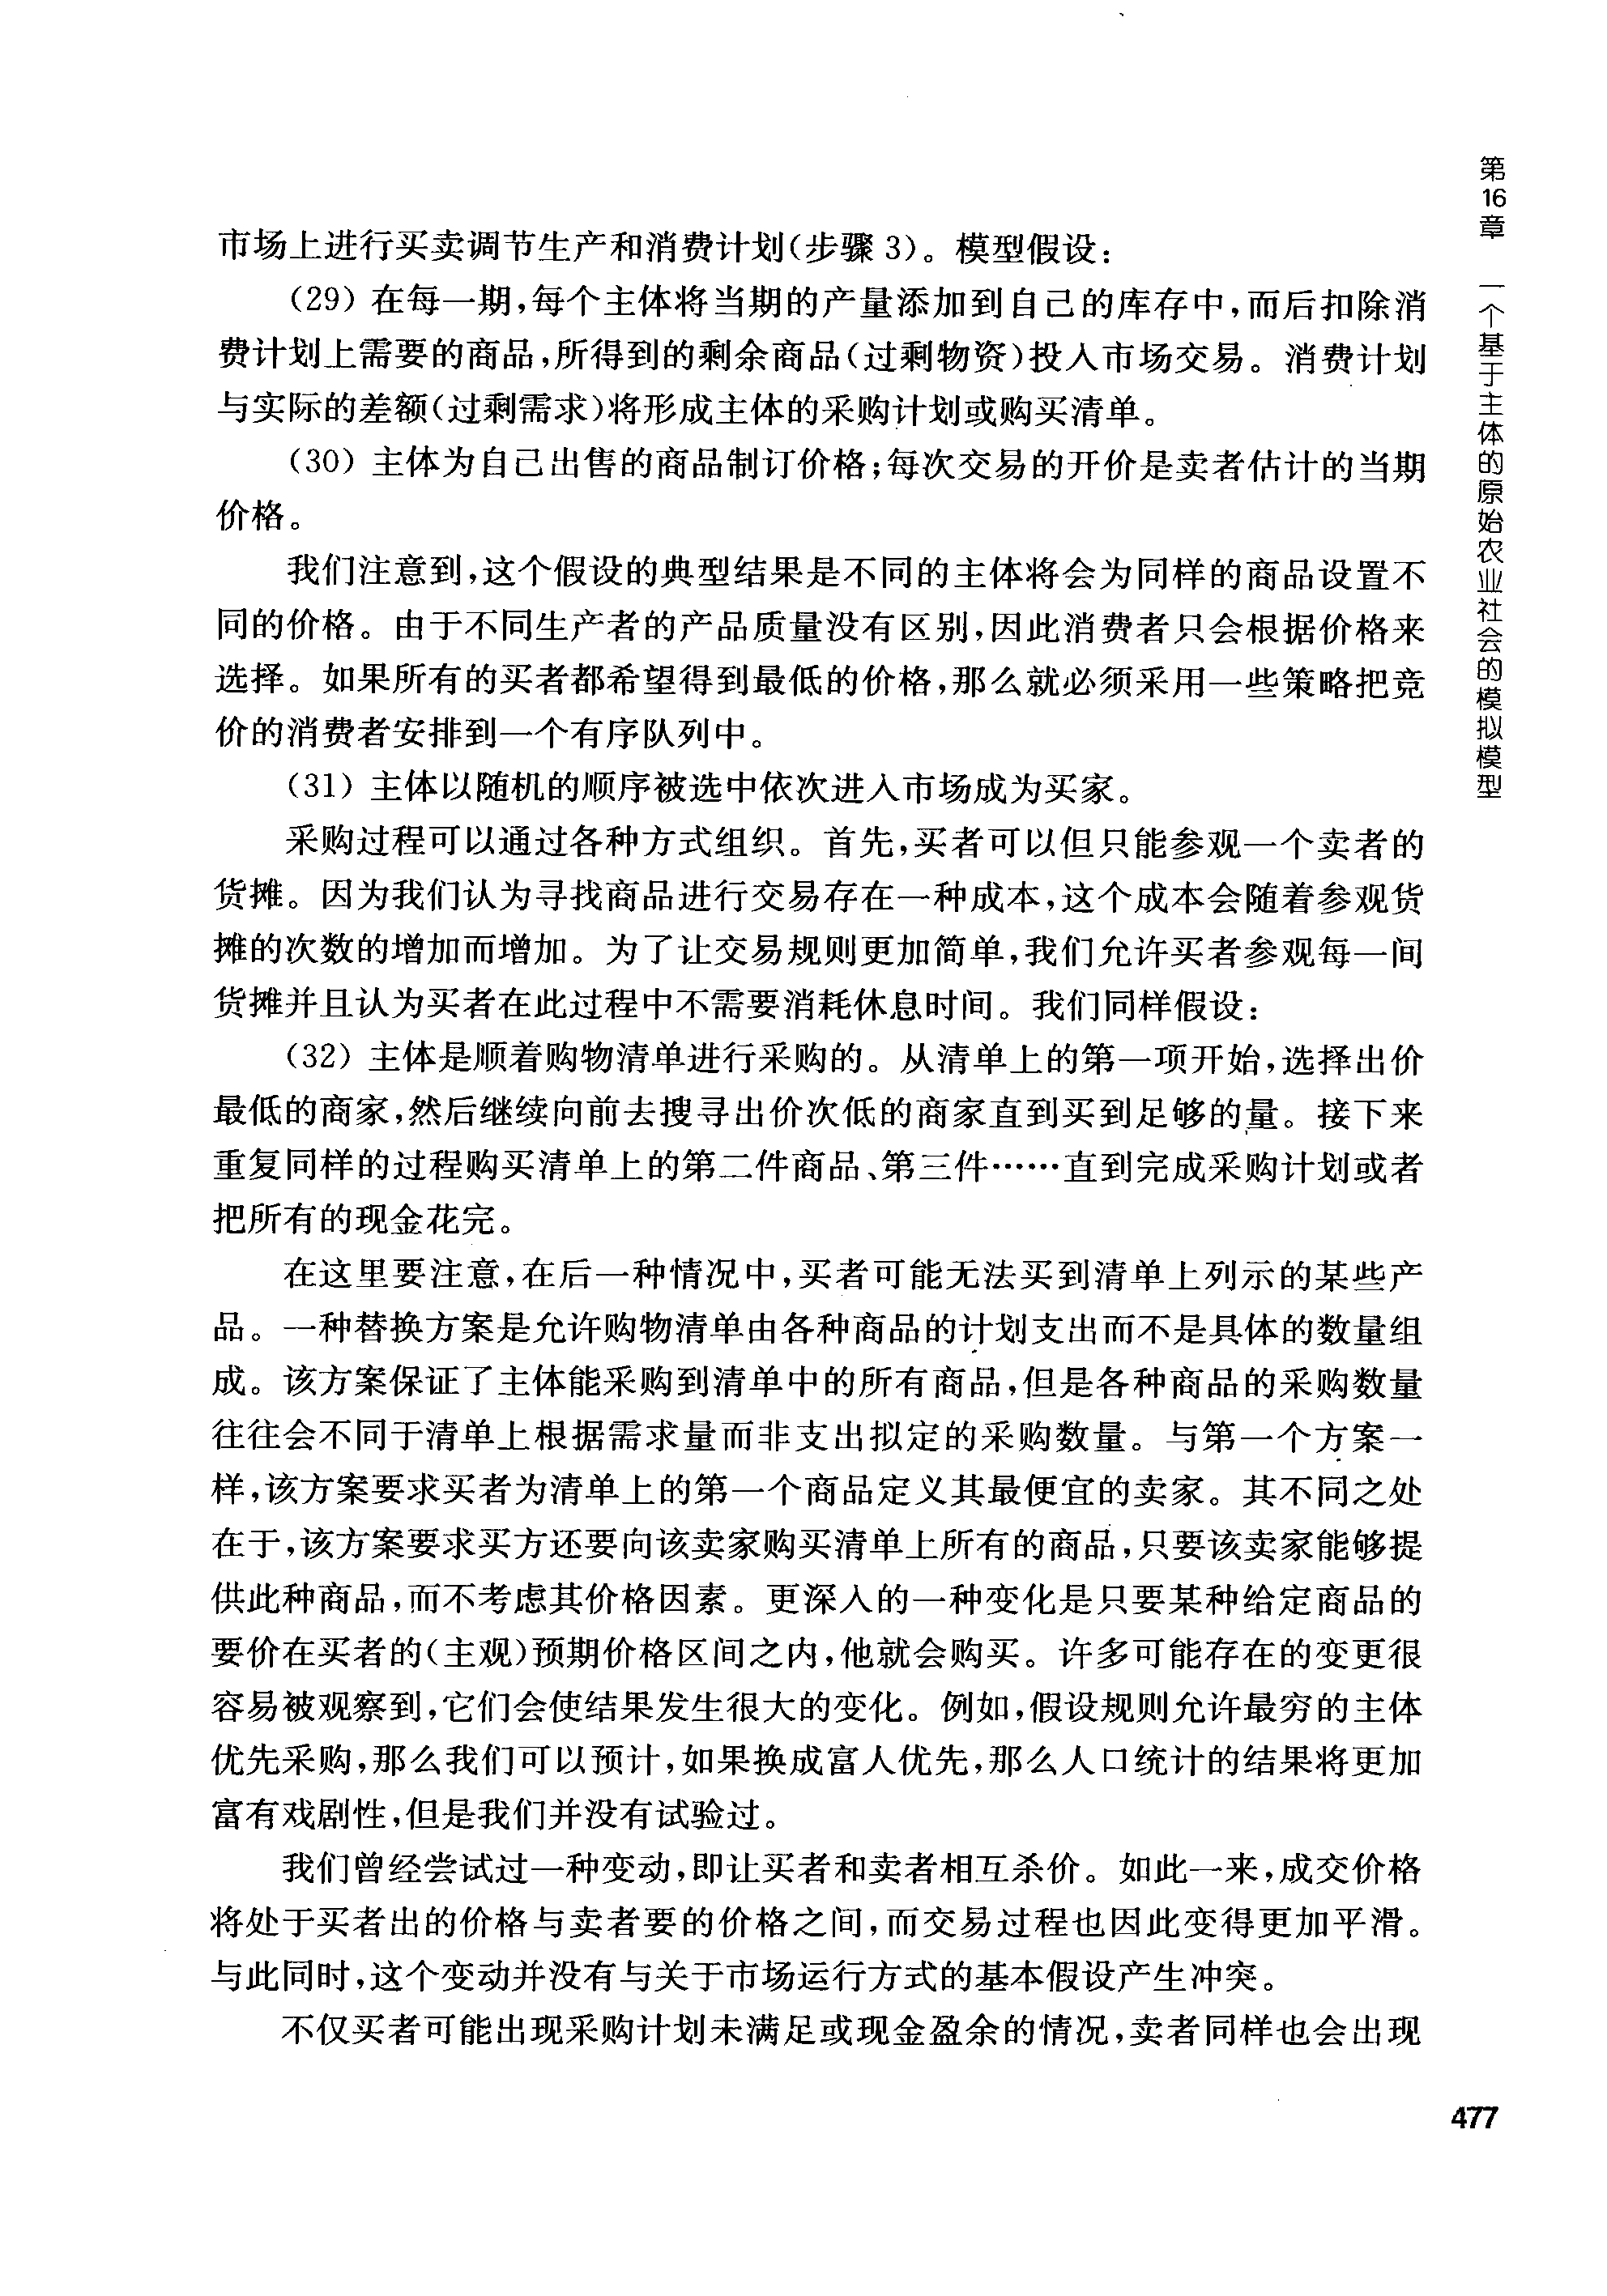 第16章 一个基于主体的原始农业社会的模拟模型
市场上进行买卖调节生产和消费计划(步骤 3)。模型假设：
(29) 在每一期,每个主体将当期的产量添加到自己的库存中,而后扣除消
费计划上需要的商品,所得到的剩余商品(过剩物资)投入市场交易。消费计划
与实际的差额(过剩需求)将形成主体的采购计划或购买清单。
(30) 主体为自己出售的商品制订价格;每次交易的开价是卖者估计的当期
价格。
我们注意到,这个假设的典型结果是不同的主体将会为同样的商品设置不
同的价格。由于不同生产者的产品质量没有区别,因此消费者只会根据价格来
选择。如果所有的买者都希望得到最低的价格,那么就必须采用一些策略把竞
价的消费者安排到一个有序队列中。
(31) 主体以随机的顺序被选中依次进入市场成为买家。
采购过程可以通过各种方式组织。首先,买者可以但只能参观一个卖者的
货摊。因为我们认为寻找商品进行交易存在一种成本,这个成本会随着参观货
摊的次数的增加而增加。为了让交易规则更加简单,我们允许买者参观每一间
货摊并且认为买者在此过程中不需要消耗休息时间。我们同样假设：
(32) 主体是顺着购物清单进行采购的。从清单上的第一项开始,选择出价
最低的商家,然后继续向前去搜寻出价次低的商家直到买到足够的量。接下来
重复同样的过程购买清单上的第二件商品、第三件……直到完成采购计划或者
把所有的现金花完。
在这里要注意,在后一种情况中,买者可能无法买到清单上列示的某些产
品。一种替换方案是允许购物清单由各种商品的计划支出而不是具体的数量组
成。该方案保证了主体能采购到清单中的所有商品,但是各种商品的采购数量
往往会不同于清单上根据需求量而非支出拟定的采购数量。与第一个方案一
样,该方案要求买者为清单上的第一个商品定义其最便宜的卖家。其不同之处
在于,该方案要求买方还要向该卖家购买清单上所有的商品,只要该卖家能够提
供此种商品,而不考虑其价格因素。更深入的一种变化是只要某种给定商品的
要价在买者的(主观)预期价格区间之内,他就会购买。许多可能存在的变更很
容易被观察到,它们会使结果发生很大的变化。例如,假设规则允许最穷的主体
优先采购,那么我们可以预计,如果换成富人优先,那么人口统计的结果将更加
富有戏剧性,但是我们并没有试验过。
我们曾经尝试过一种变动,即让买者和卖者相互杀价。如此一来,成交价格
将处于买者出的价格与卖者要的价格之间,而交易过程也因此变得更加平滑。
与此同时,这个变动并没有与关于市场运行方式的基本假设产生冲突。
不仅买者可能出现采购计划未满足或现金盈余的情况,卖者同样也会出现
477